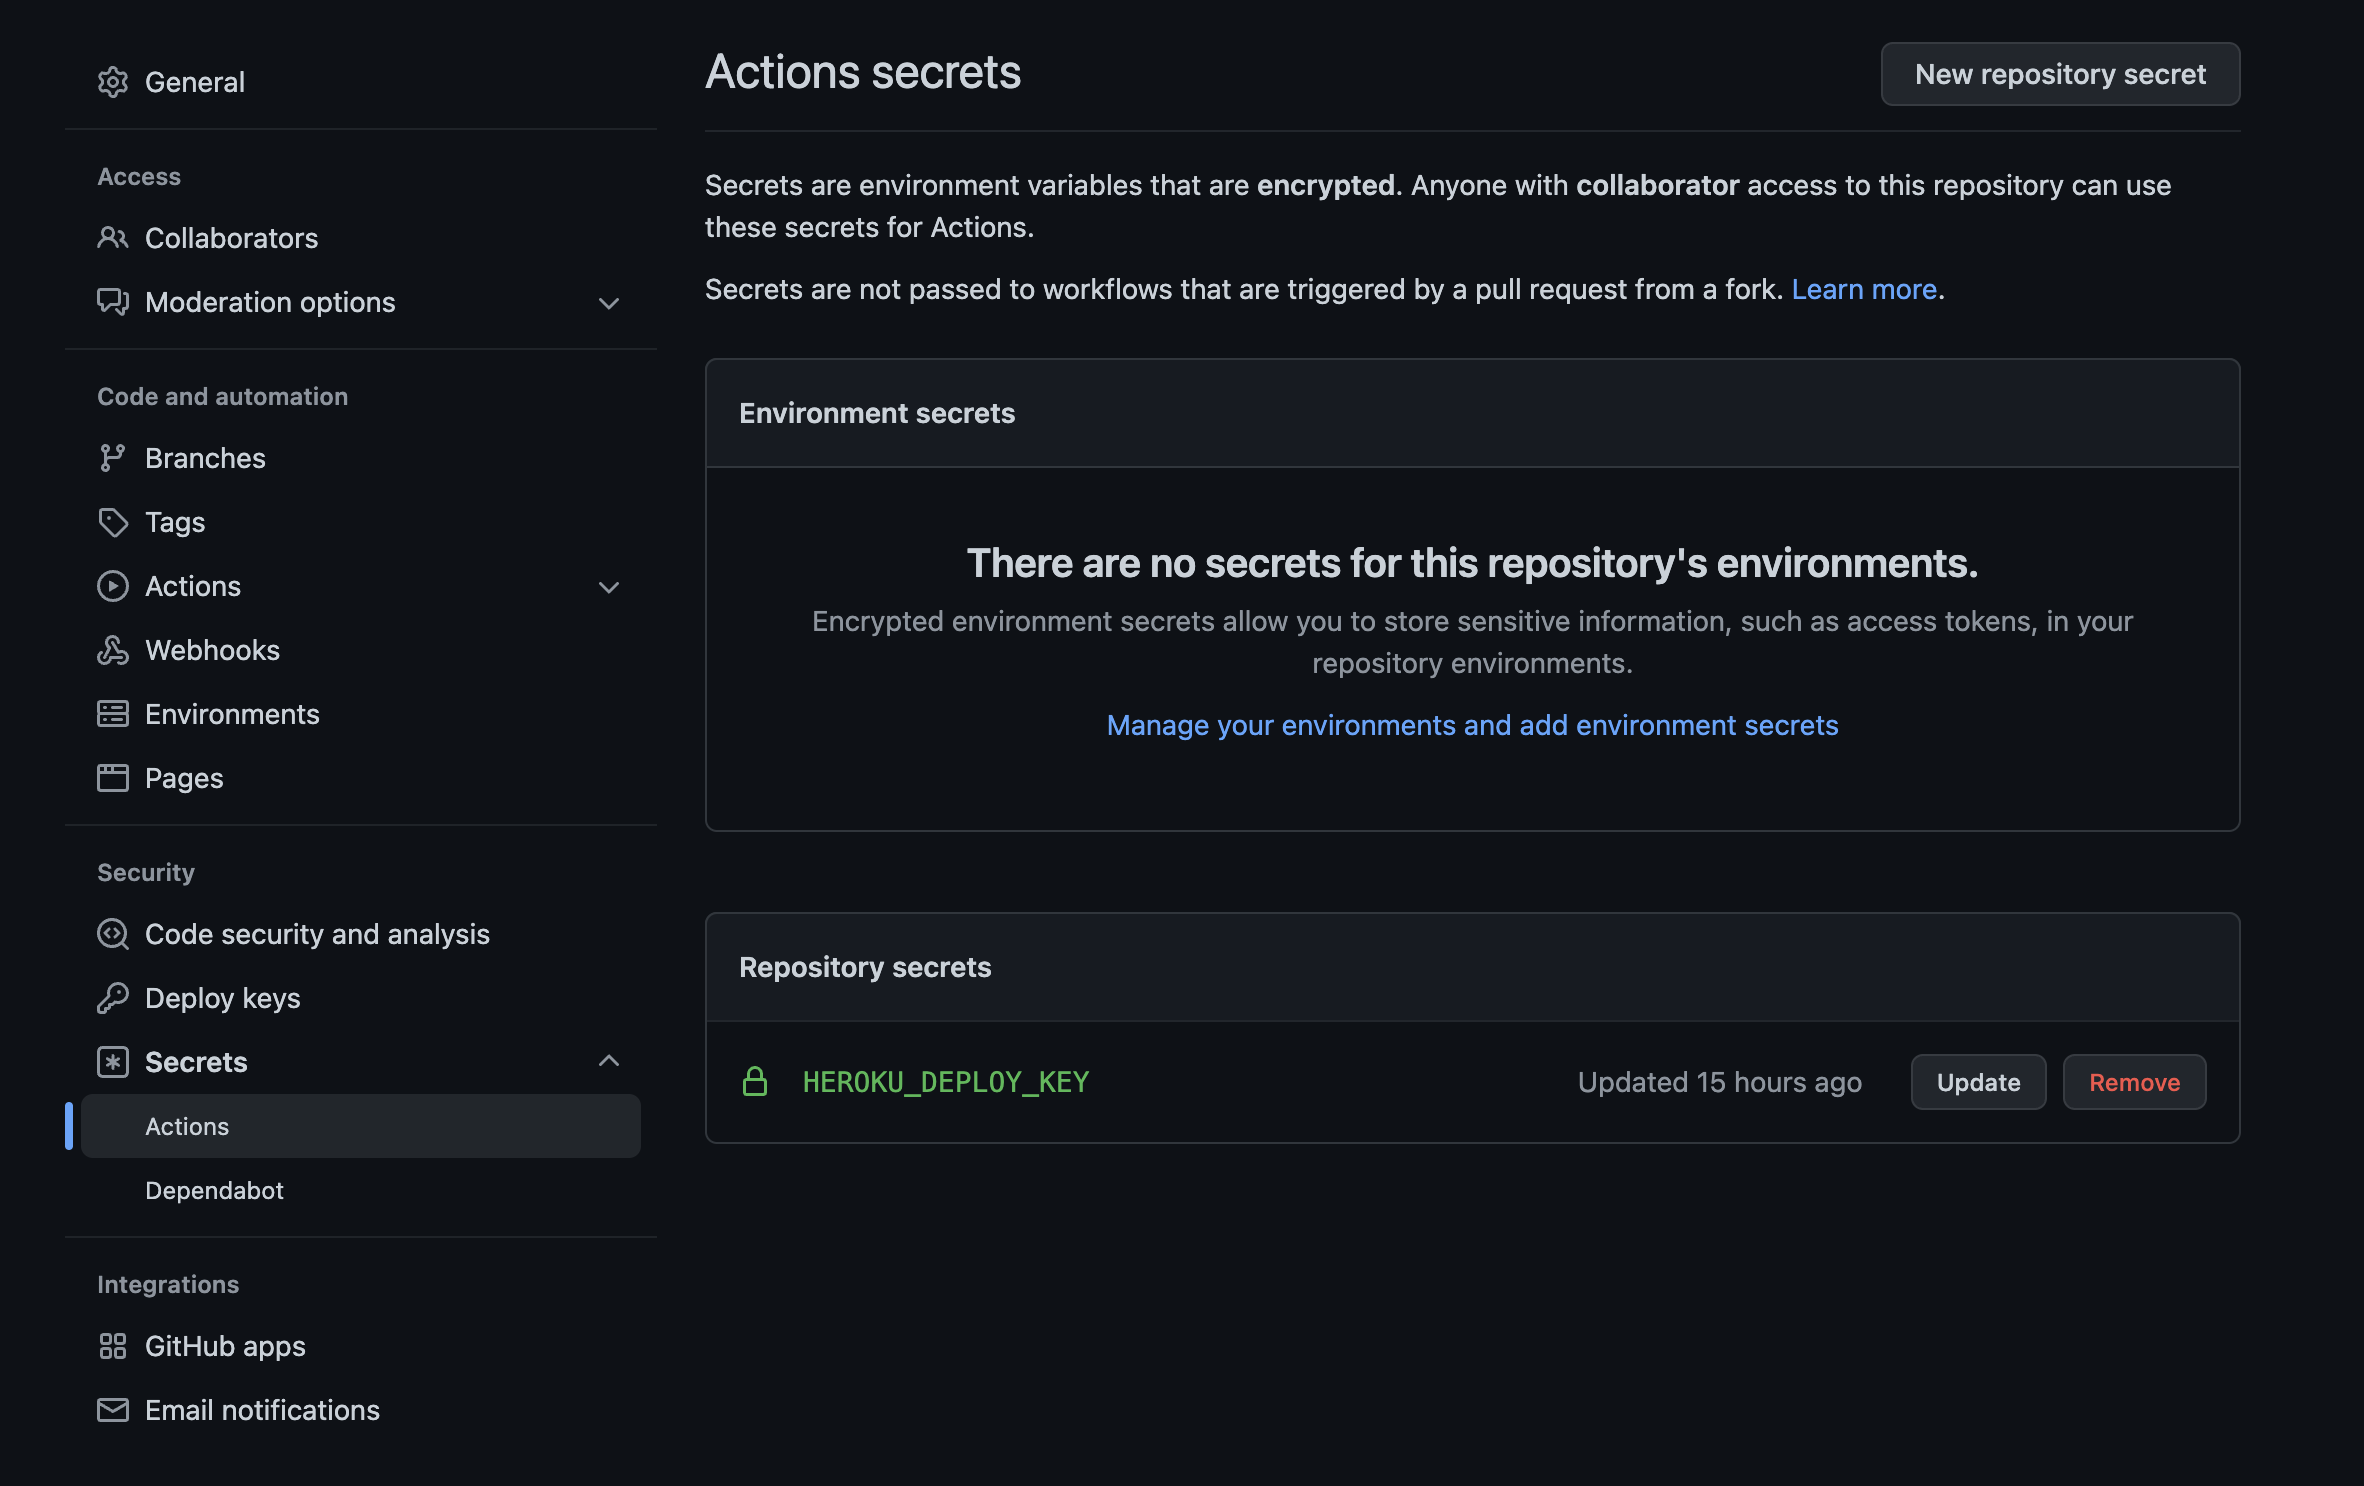 General
Access
Collaborators
Moderation options
Code and automation
Branches
Tags
Actions
Webhooks
Environments
Pages
Security
Code security and analysis
Deploy keys
Secrets
Actions
Dependabot
Integrations
GitHub apps
Email notifications
Actions secrets
New repository secret
Secrets are environment variables that are encrypted. Anyone with collaborator access to this repository can use
these secrets for Actions.
Secrets are not passed to workflows that are triggered by a pull request from a fork. Learn more.
Environment secrets
There are no secrets for this repository's environments.
Encrypted environment secrets allow you to store sensitive information, such as access tokens, in your
repository environments.
Manage your environments and add environment secrets
Repository secrets
HEROKU_DEPLOY_KEY
Updated 15 hours ago
Update
Remove